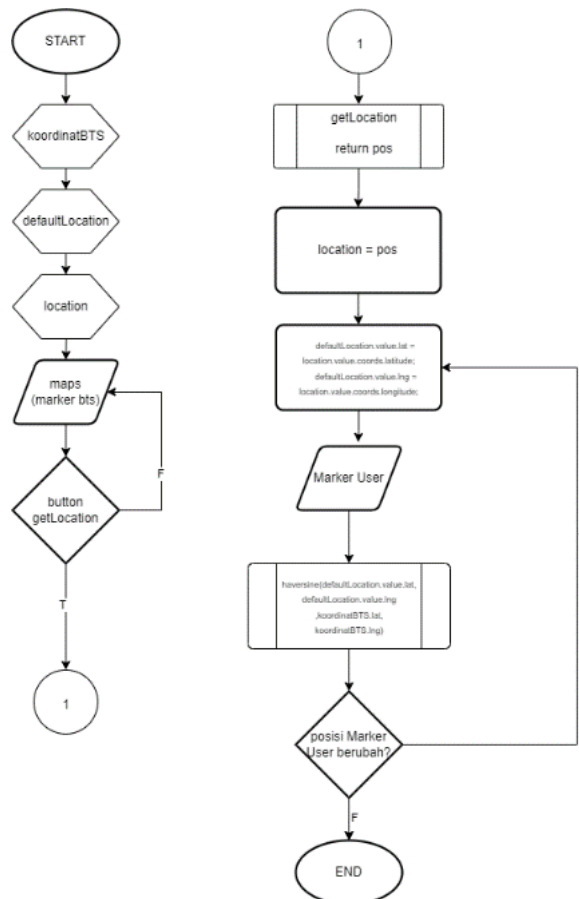 START
koordinatBTS
defaultLocation
location
maps
(marker bts)
button
getLocation
F
T
1
1
getLocation
return pos
location = pos
defaultLocation.value.lat =
location.value.coords.latitude;
defaultLocation.value.lng =
location.value.coords.longitude;
Marker User
haversine(defaultLocation.value.lat,
defaultLocation.value.lng
,koordinatBTS.lat,
koordinatBTS.lng)
posisi Marker
User berubah?
F
END